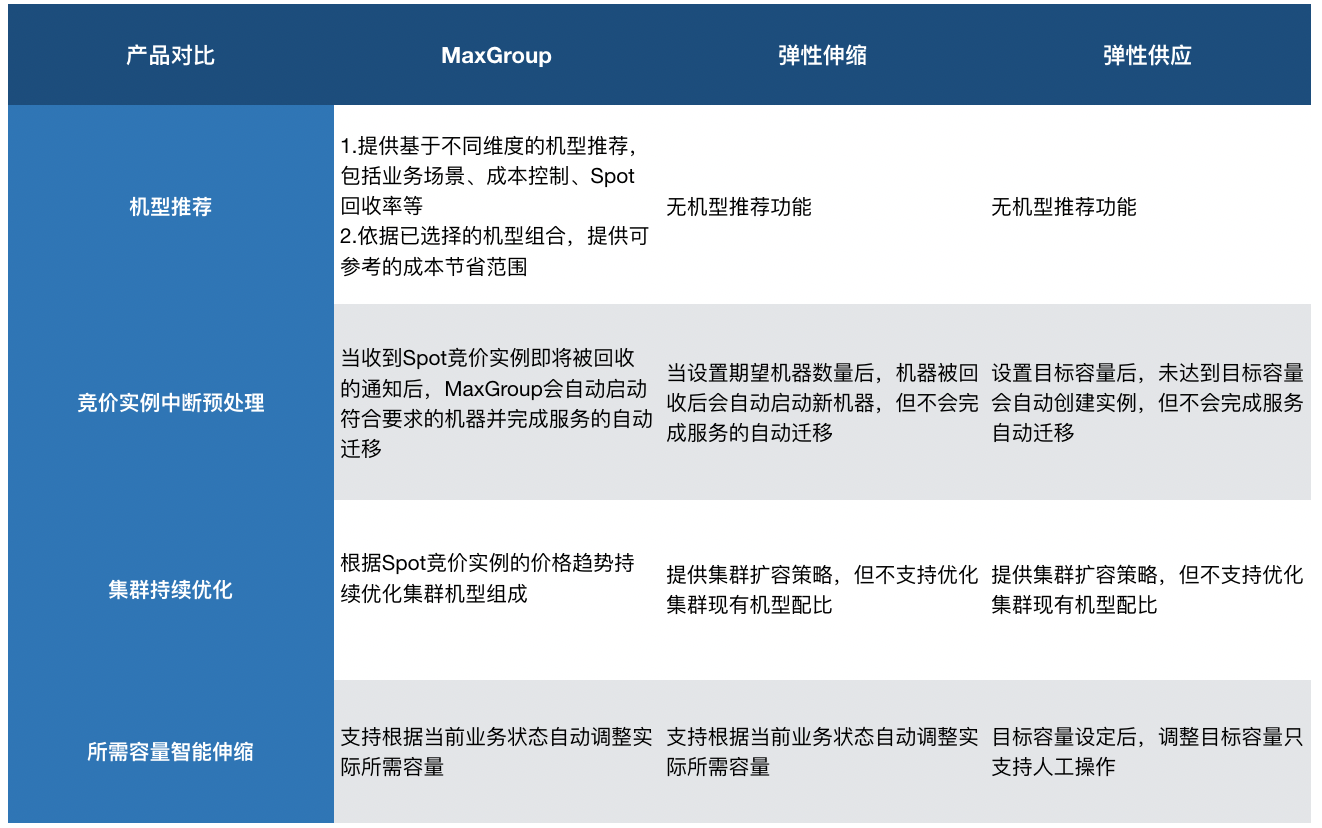 产品对比
MaxGroup
弹性伸缩
弹性供应
机型推荐
1.提供基于不同维度的机型推荐，
包括业务场景、成本控制、Spot
回收率等
2.依据已选择的机型组合，提供可
参考的成本节省范围
无机型推荐功能
无机型推荐功能
竞价实例中断预处理
当收到Spot竞价实例即将被回收
的通知后，MaxGroup会自动启动
符合要求的机器并完成服务的自动
迁移
当设置期望机器数量后，机器被回
收后会自动启动新机器，但不会完
成服务的自动迁移
设置目标容量后，未达到目标容量
会自动创建实例，但不会完成服务
自动迁移
集群持续优化
根据Spot竞价实例的价格趋势持
续优化集群机型组成
提供集群扩容策略，但不支持优化
集群现有机型配比
提供集群扩容策略，但不支持优化
集群现有机型配比
所需容量智能伸缩
支持根据当前业务状态自动调整实
际所需容量
支持根据当前业务状态自动调整实
际所需容量
目标容量设定后，调整目标容量只
支持人工操作